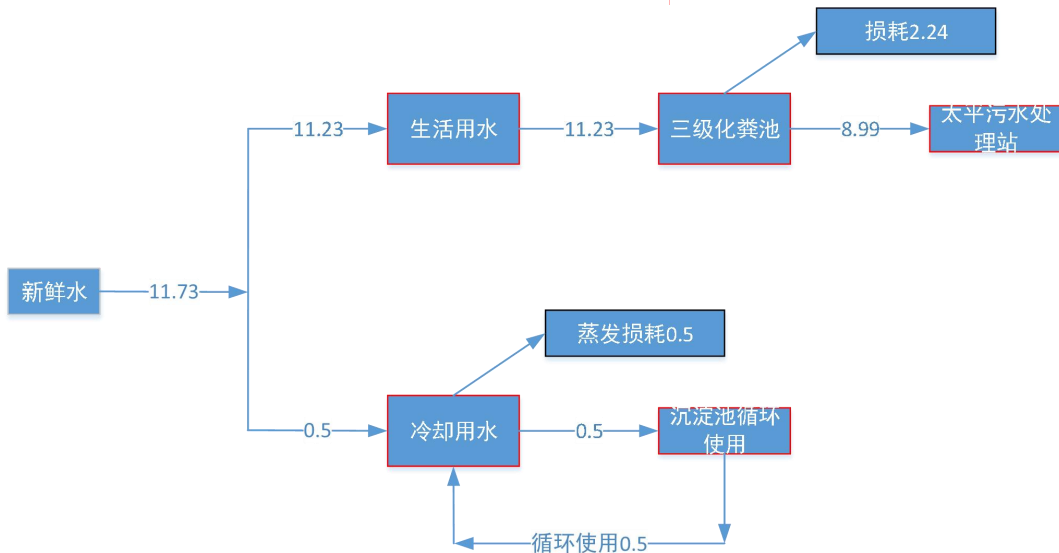 损耗2.24
11.23
生活用水
11.23
三级化粪池
8.99
太平污水处
理站
新鲜水
11.73
蒸发损耗0.5
0.5
冷却用水
0.5
沉淀池循环
使用
循环使用0.5